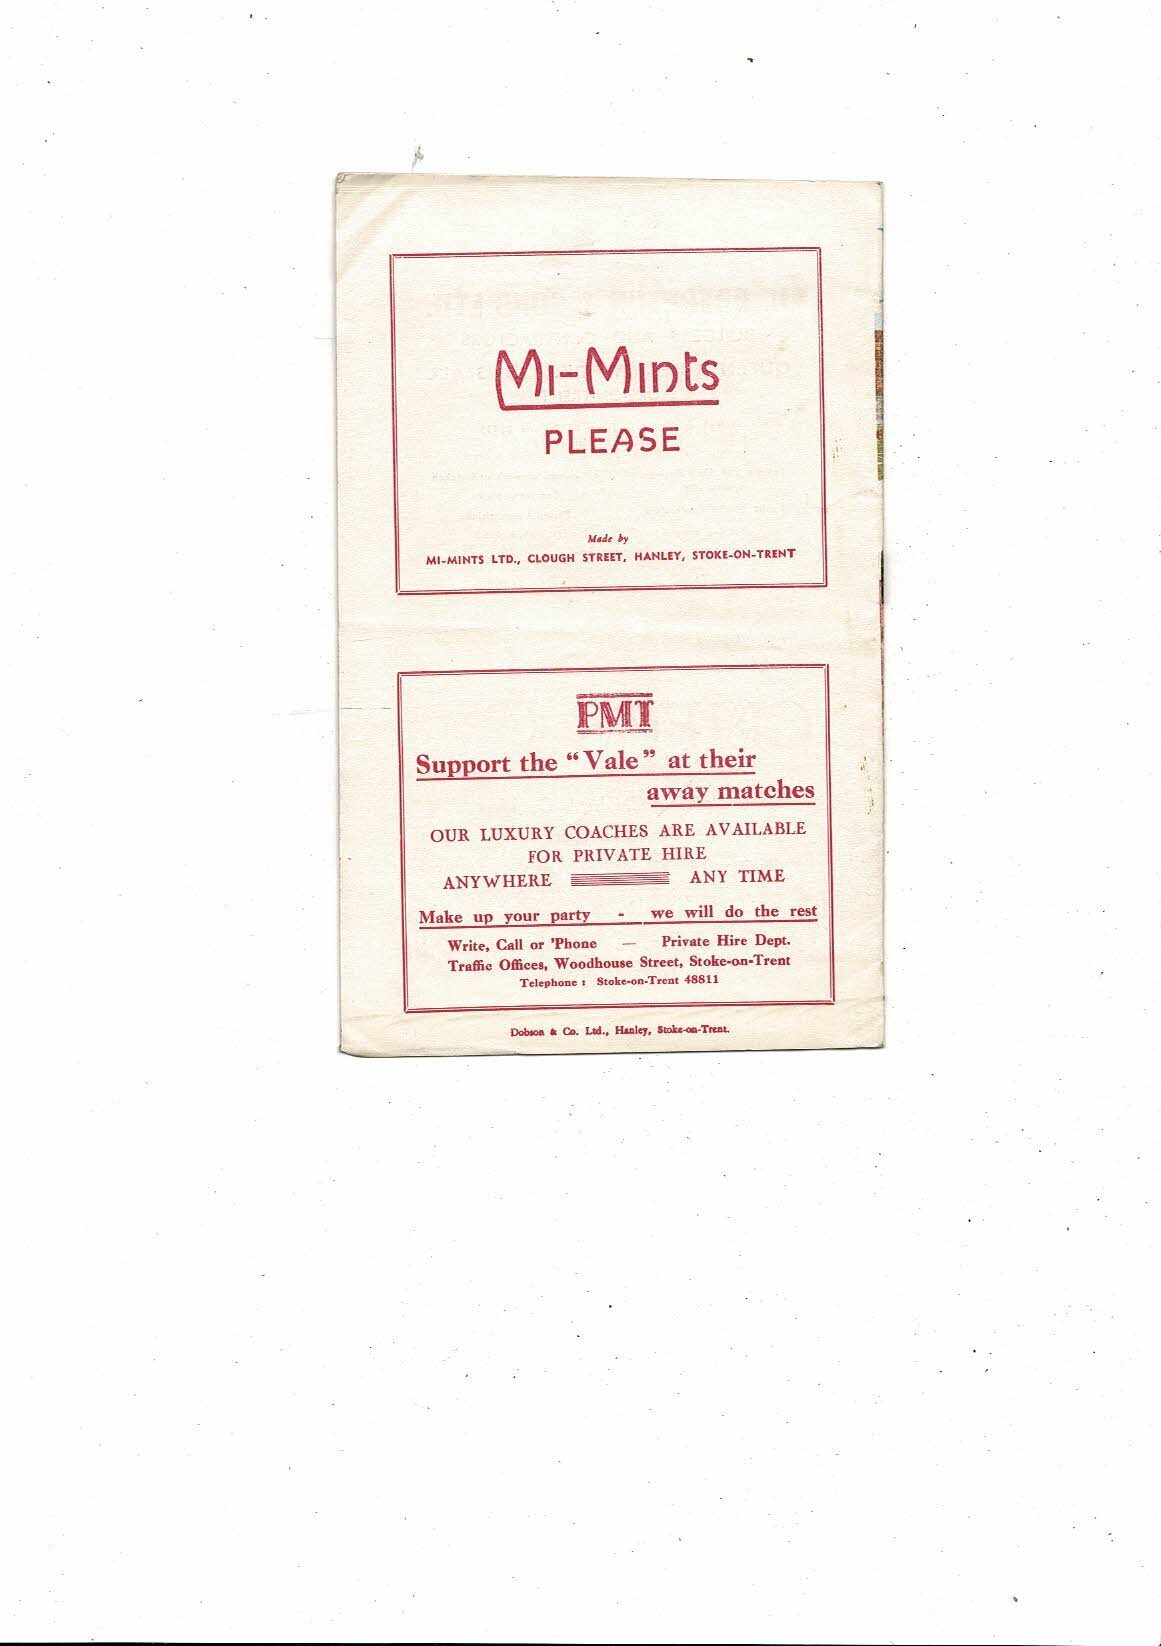 Mi-Mints
PLEASE
Made by
MI-MINTS LTD., CLOUGH STREET, HANLEY, STOKE-ON-TRENT
PMT
Support the “Vale” at their
away matches
OUR LUXURY COACHES ARE AVAILABLE
FOR PRIVATE HIRE
ANYWHERE ANY TIME
Make up your party - we will do the rest
Write, Call or 'Phone — Private Hire Dept.
Traffic Offices, Woodhouse Street, Stoke-on-Trent
Telephone : Stoke-on-Trent 48811
Dobson & Co. Ltd., Hanley, Stoke-on-Trent.